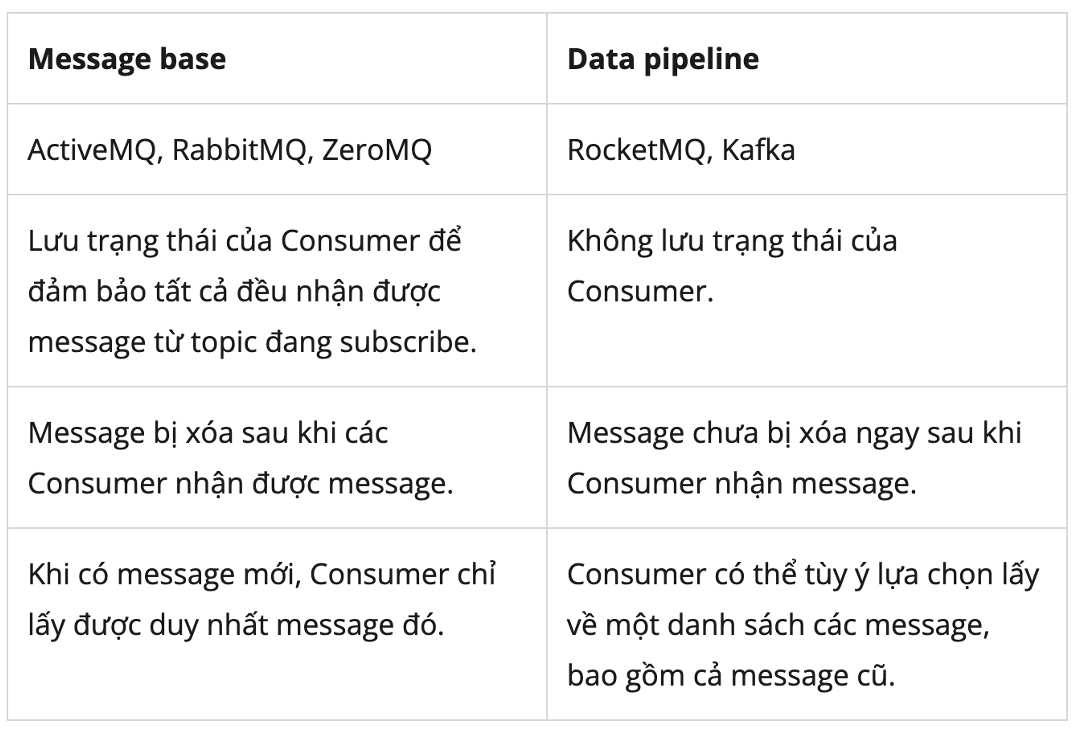 Message base
Data pipeline
ActiveMQ, RabbitMQ, ZeroMQ
RocketMQ, Kafka
Lưu trạng thái của Consumer để
đảm bảo tất cả đều nhận được
message từ topic đang subscribe.
Không lưu trạng thái của
Consumer.
Message bị xóa sau khi các
Consumer nhận được message.
Message chưa bị xóa ngay sau khi
Consumer nhận message.
Khi có message mới, Consumer chỉ
lấy được duy nhất message đó.
Consumer có thể tùy ý lựa chọn lấy
về một danh sách các message,
bao gồm cả message cũ.